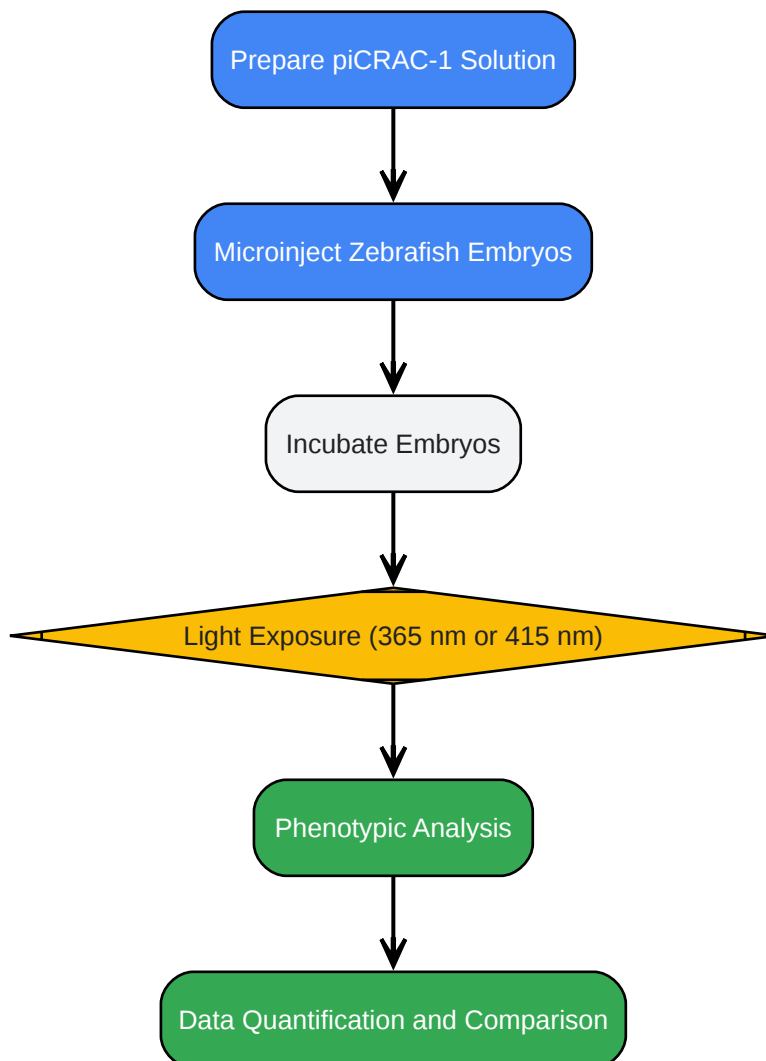 Prepare piCRAC-1 Solution
Microinject Zebrafish Embryos
Incubate Embryos
Light Exposure (365 nm or 415 nm)
Phenotypic Analysis
Data Quantification and Comparison